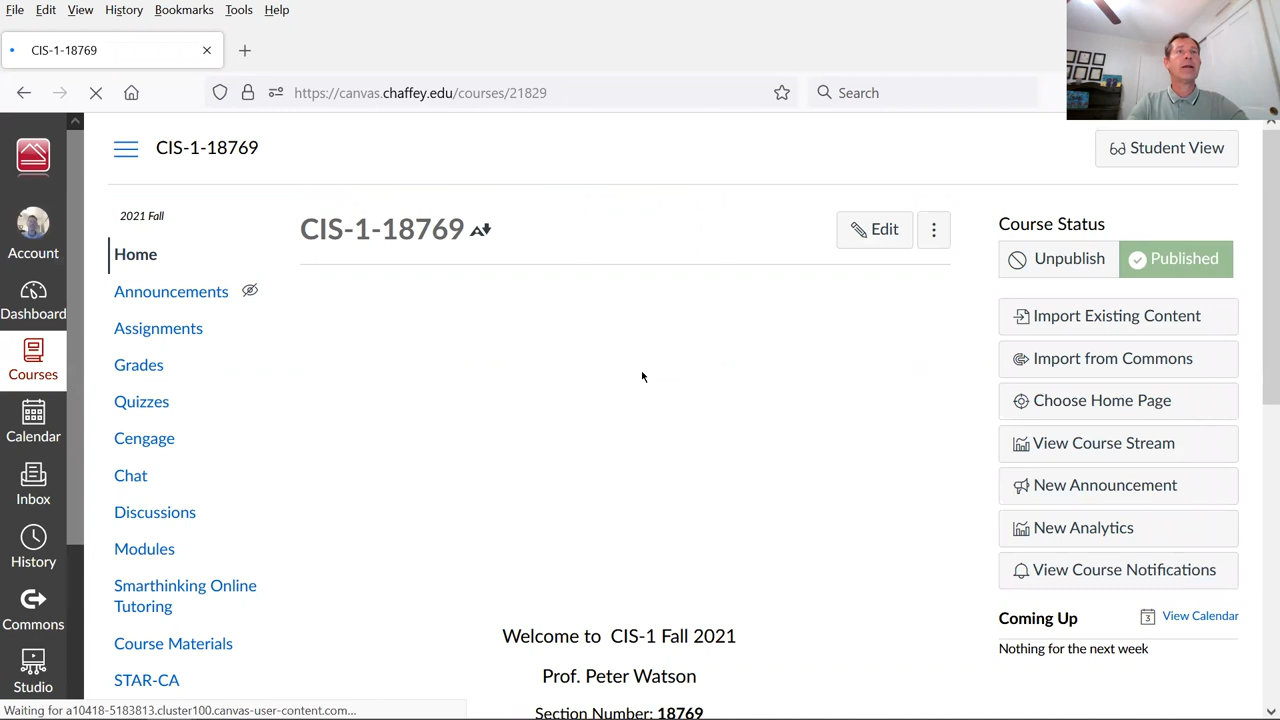 File Edit View History Bookmarks Tools Help
CIS-1-18769
https://canvas.chaffey.edu/courses/21829
Search
CIS-1-18769
Student View
Account
Dashboard
Courses
Calendar
Inbox
History
Commons
Studio
2021 Fall
Home
Announcements
Assignments
Grades
Quizzes
Cengage
Chat
Discussions
Modules
Smarthinking Online
Tutoring
Course Materials
STAR-CA
CIS-1-18769
Edit
Welcome to CIS-1 Fall 2021
Prof. Peter Watson
Section Number: 18769
Course Status
Unpublish Published
Import Existing Content
Import from Commons
Choose Home Page
View Course Stream
New Announcement
New Analytics
View Course Notifications
Coming Up View Calendar
Nothing for the next week
Waiting for a10418-5183813.cluster100.canvas-user-content.com...